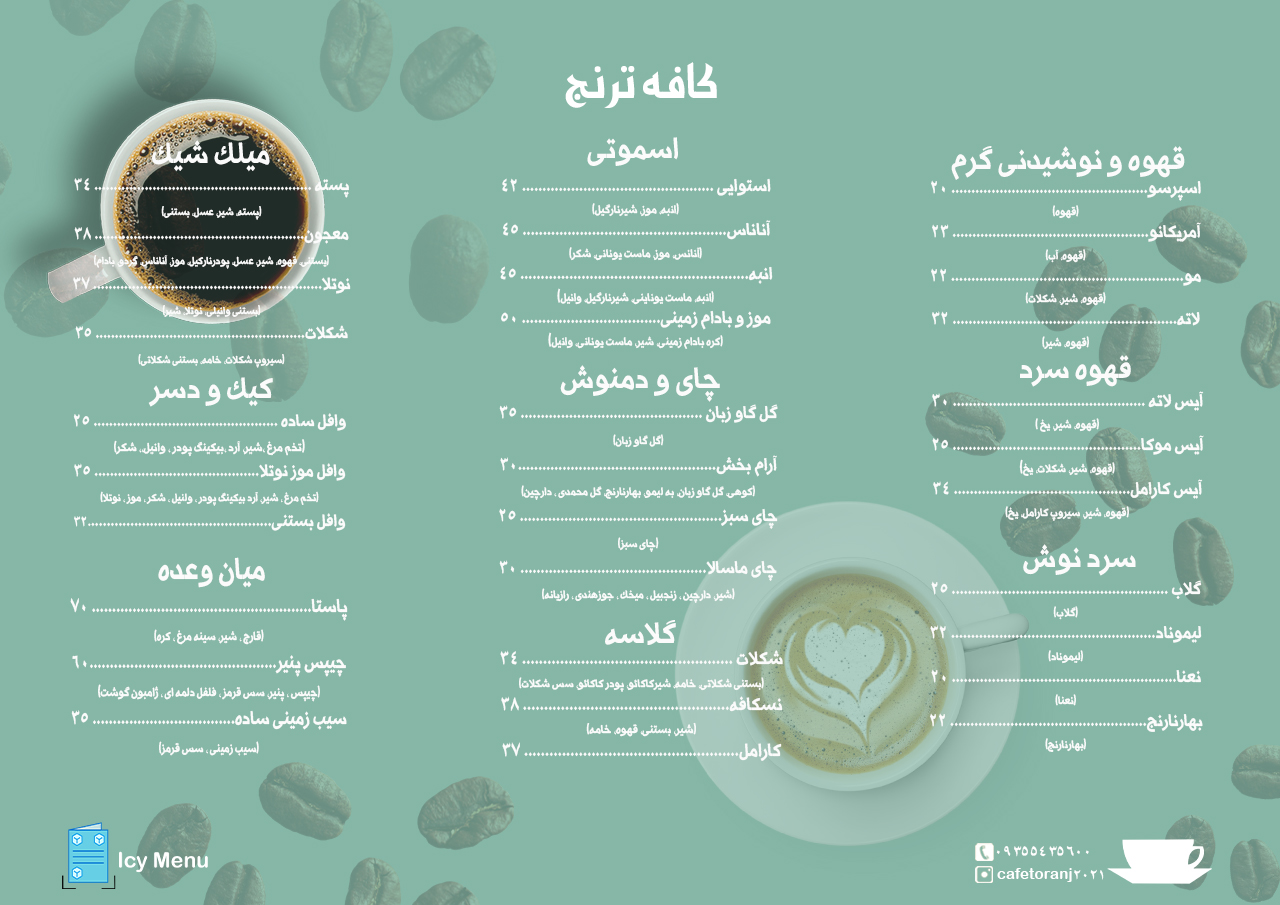 کافه ترنج
قهوه و نوشیدنی گرم
اسپرسو......................................................۲۰
(قهوه)
آمریکانو......................................................۲۳
(قهوه، آب)
مو......................................................۲۲
(قهوه، شیر، شکلات)
لاته......................................................۳۲
(قهوه، شیر)
قهوه سرد
آیس لاته ......................................................۳۰
(قهوه، شیر، یخ )
آیس موکا......................................................۲۵
(قهوه، شیر، شکلات، یخ)
آیس کارامل......................................................۳۴
(قهوه، شیر، سیروپ کارامل، یخ)
سرد نوش
گلاب ......................................................۲۵
(گلاب)
لیموناد......................................................۳۲
(لیموناد)
نعنا......................................................۲۰
(نعنا)
بهارنارنج......................................................۲۲
(بهارنارنج)
اسموتی
استوایی ...............................................۴۲
(انبه، موز، شیرنارگیل)
آناناس...............................................۴۵
(آنانس، موز، ماست یونانی، شکر)
انبه...............................................۴۵
(انبه، ماست یوناینی، شیرنارگیل، وانیل)
موز و بادام زمینی...............................................۵۰
(کره بادام زمینی، شیر، ماست یونانی، وانیل)
چای و دمنوش
گل گاو زبان ...............................................۳۵
(گل گاو زبان)
آرام بخش...............................................۳۰
(کوهی، گل گاو زبان، به لیمو، بهارنارنج، گل محمدی ، دارچین)
چای سبز...............................................۲۵
(چای سبز)
چای ماسالا...............................................۳۰
(شیر، دارچین ، زنجبیل ، میخک ، جوزهندی ، رازیانه)
گلاسه
شکلات ...............................................۳۴
(بستنی شکلاتی، خامه، شیرکاکائو، پودر کاکائو، سس شکلات)
نسکافه...............................................۳۸
(شیر، بستنی، قهوه، خامه)
کارامل...............................................۳۷
میلک شیک
پسته ...............................................۳۴
(پسته، شیر، عسل، بستنی)
معجون...............................................۳۸
(بستنی، قهوه، شیر، عسل، پودرنارکیل، موز، آناناس، گردو، بادام)
نوتلا...............................................۳۷
(بستنی وانیلی، نوتلا، شیر)
شکلات...............................................۳۵
(سیروپ شکلات، خامه، بستنی شکلاتی)
کیک و دسر
وافل ساده ...............................................۲۵
(تخم مرغ ،شیر، آرد ،بیکینگ پودر ، وانیل، شکر)
وافل موز نوتلا...............................................۳۵
(تخم مرغ ، شیر، آرد بیکینگ پودر ، ولنیل ، شکر ، موز ، نوتلا)
وافل بستنی...............................................۳۲
میان وعده
پاستا...............................................۷۰
(قارچ ، شیر، سینه مرغ ، کره)
چیپس پنیر...............................................۶۰
(چیپس ، پنیر، سس قرمز ، فلفل دلمه ای ، ژامبون گوشت)
سیب زمینی ساده...............................................۳۵
(سیب زمینی ، سس قرمز)
۰۹۳۵۵۴۳۵۶۰۰
cafetoranj۲۰۲۱
Icy Menu